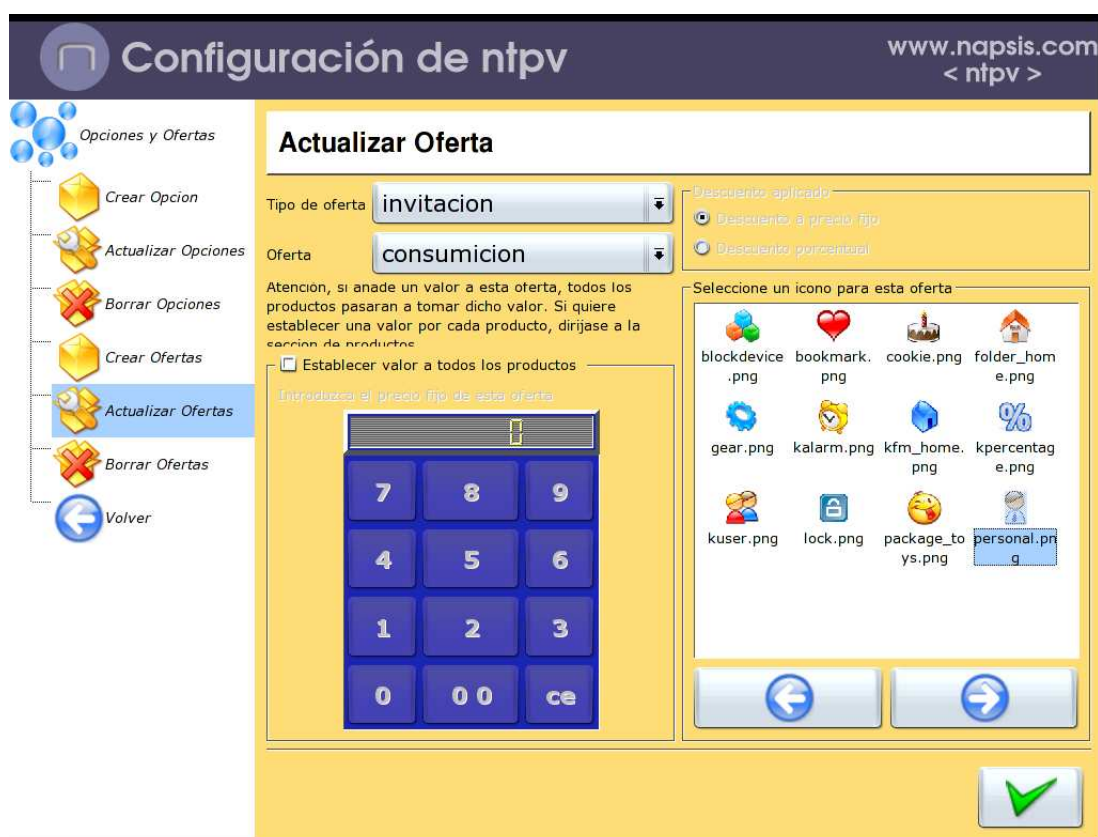 Configuración de ntpv
www.napsis.com
< ntpv >
Opciones y Ofertas
Crear Opcion
Actualizar Opciones
Borrar Opciones
Crear Ofertas
Actualizar Ofertas
Borrar Ofertas
Volver
Actualizar Oferta
Tipo de oferta invitacion
Oferta consumicion
Atencion, si anade un valor a esta oferta, todos los
productos pasaran a tomar dicho valor. Si quiere
establecer una valor por cada producto, dirijase a la
seccion de productos
Establecer valor a todos los productos
Introduzca el precio fijo de esta oferta
0
7 8 9
4 5 6
1 2 3
0 00 ce
Descuento aplicado
Descuento a precio fijo
Descuento porcentual
Seleccione un icono para esta oferta
blockdevice bookmark. cookie.png folder_hom
.png png e.png
gear.png kalarm.png kfm_home. kpercentag
png e.png
kuser.png lock.png package_to personal.pn
ys.png g